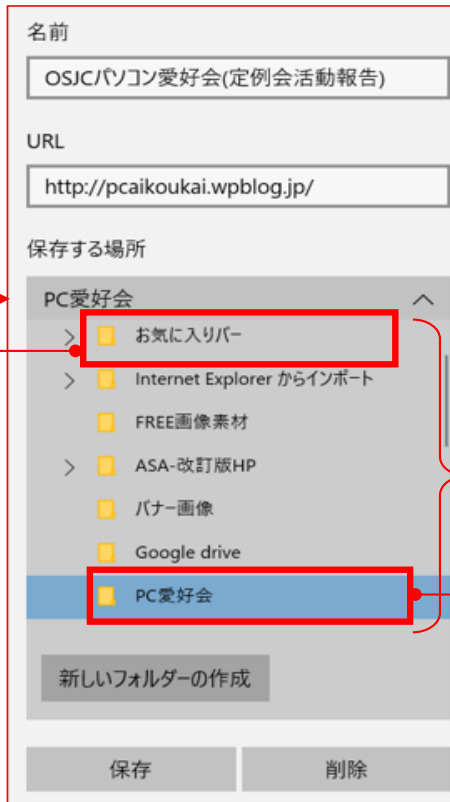 名前
OSJCパソコン愛好会(定例会活動報告)
URL
http://pcaikoukai.wpblog.jp/
保存する場所
PC愛好会
お気に入りバー
Internet Explorer からインポート
FREE画像素材
ASA-改訂版HP
バナー画像
Google drive
PC愛好会
新しいフォルダーの作成
保存 削除